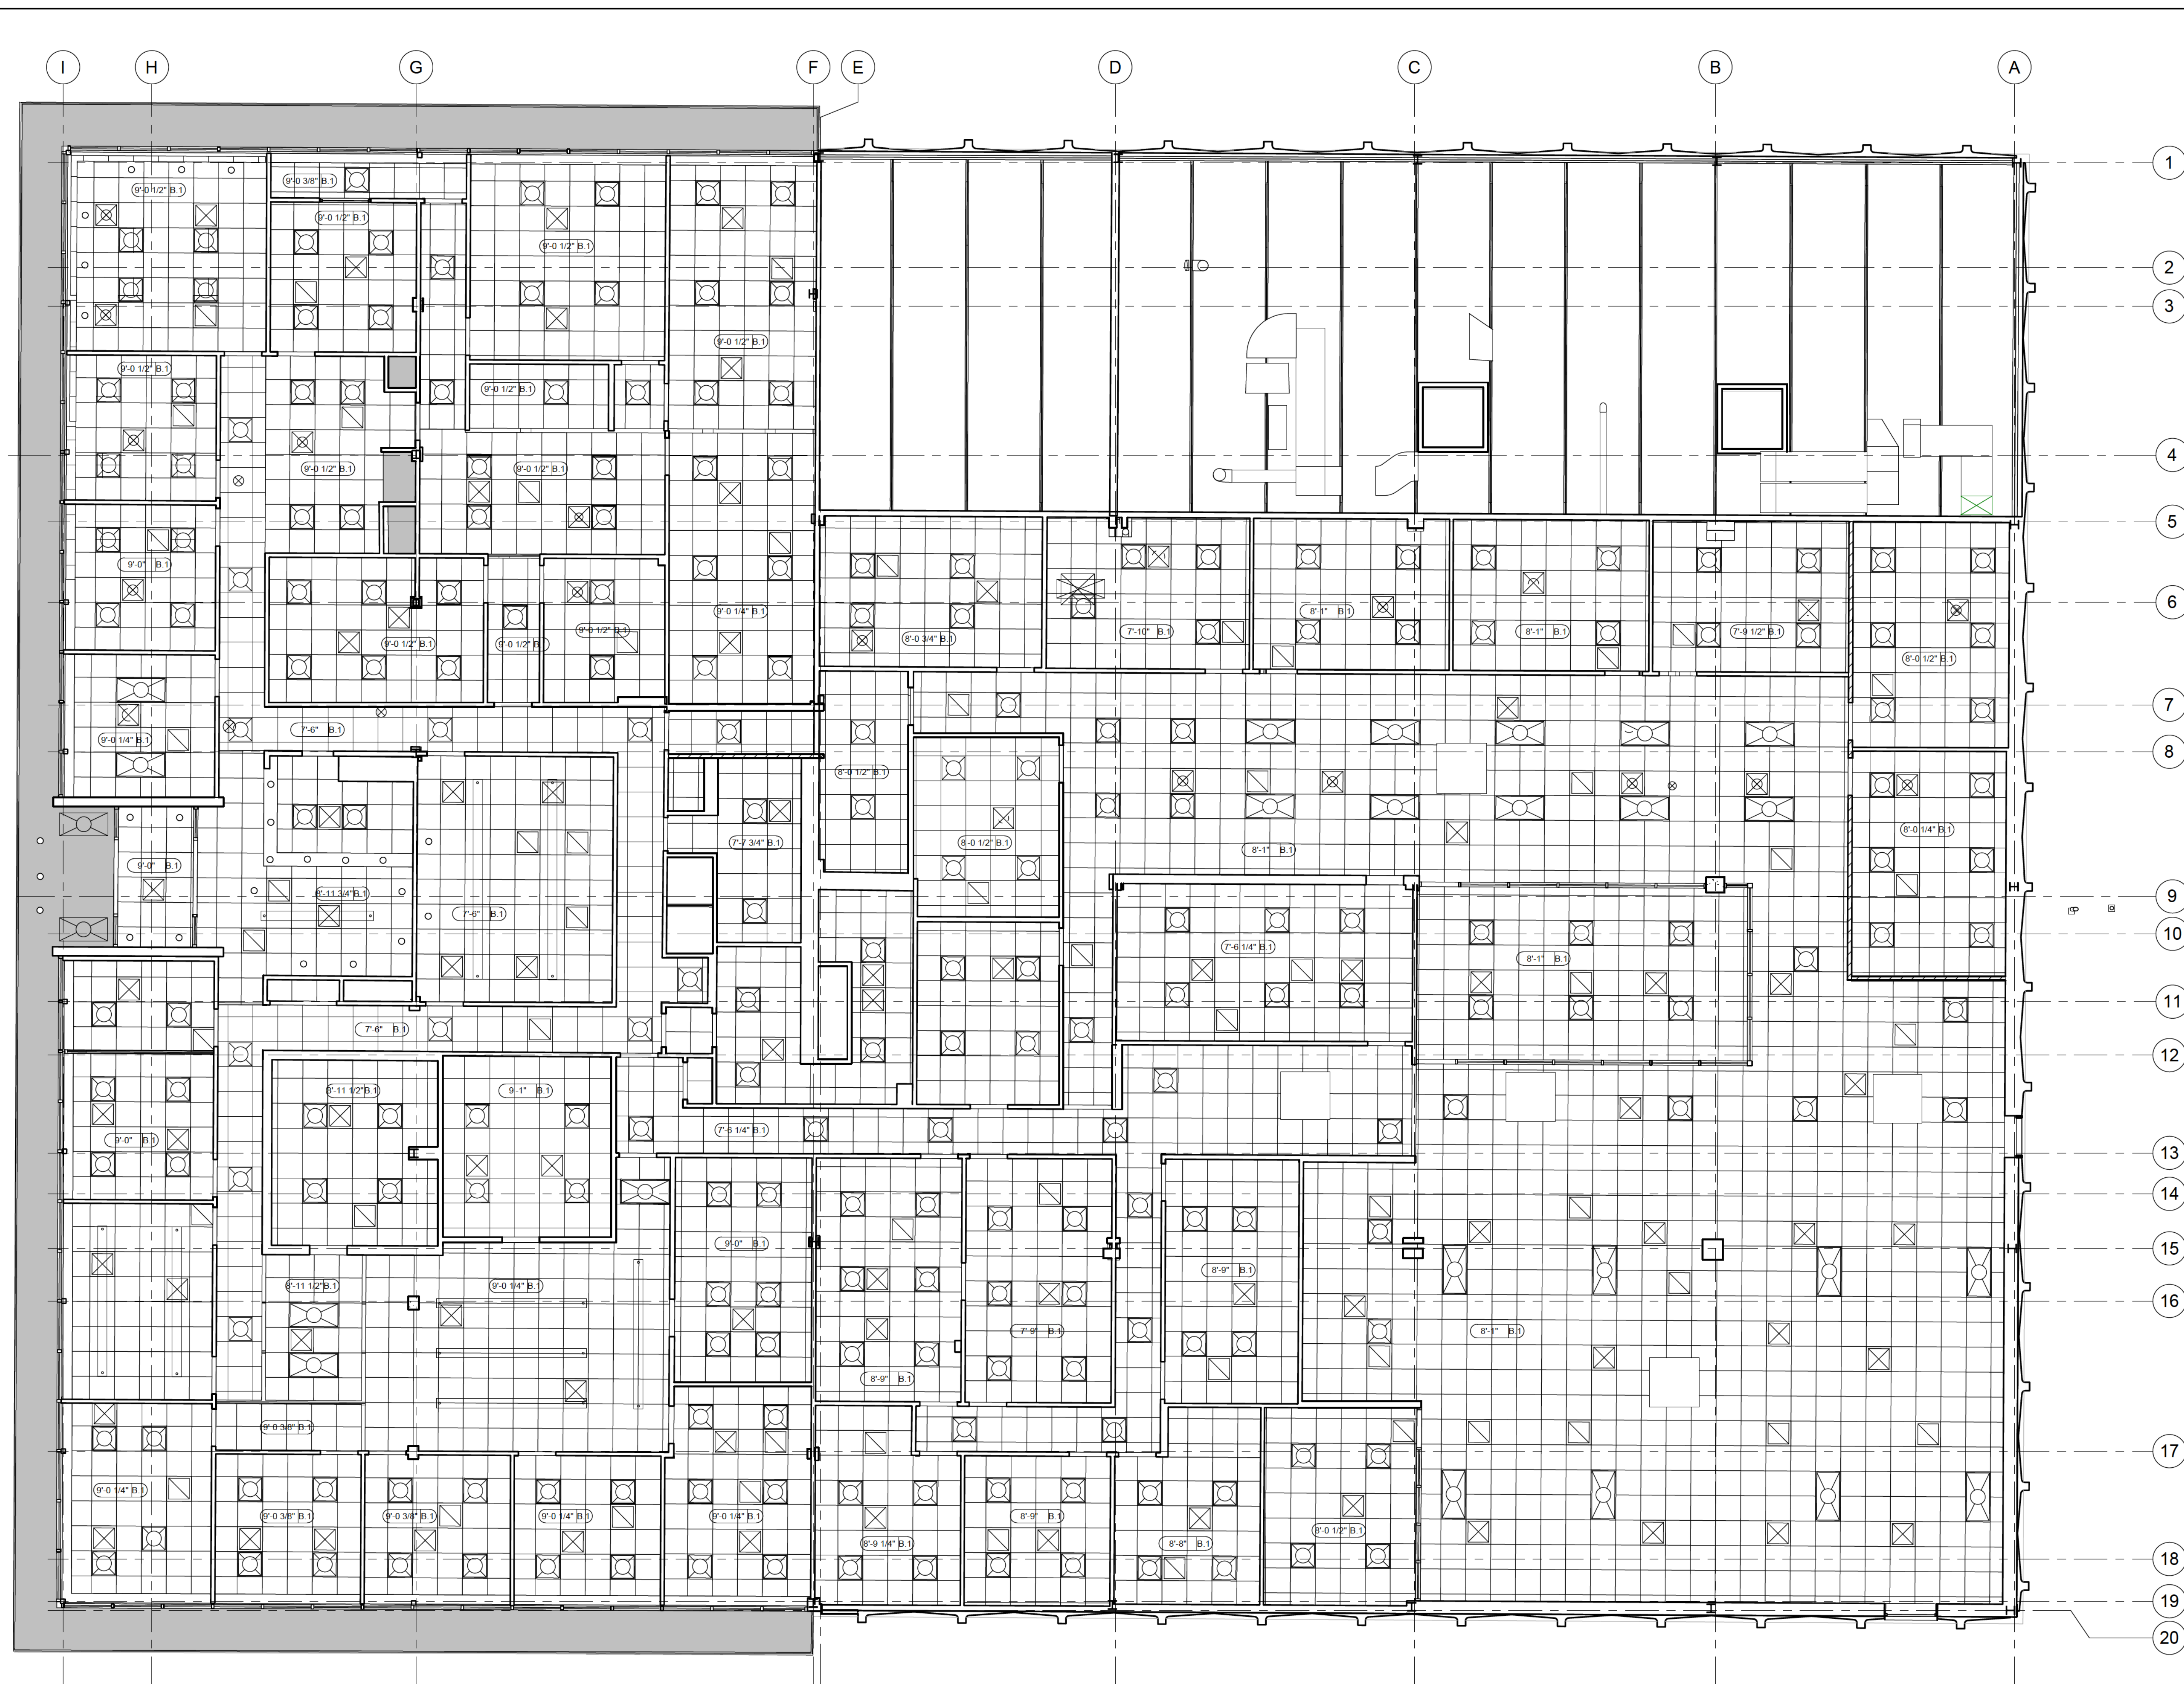 I H G F E D C B A
1
9'-0 3/8" B.1
9'-0 1/2" B.1
9'-0 1/2" B.1
9'-0 1/2" B.1
2
3
9'-0 1/2" B.1
9'-0 1/2" B.1
9'-0 1/2" B.1
4
9'-0 1/2" B.1
9'-0 1/2" B.1
5
9'-0" B.1
6
9'-0 1/4" B.1
8'-1" B.1
9'-0 1/2" B.1
7'-10" B.1
8'-1" B.1
7'-9 1/2" B.1
8'-0 3/4" B.1
9'-0 1/2" B.1
9'-0 1/2" B.1
8'-0 1/2" B.1
7
7'-6" B.1
9'-0 1/4" B.1
8
8'-0 1/2" B.1
8'-0 1/4" B.1
7'-7 3/4" B.1
8'-0 1/2" B.1
8'-1" B.1
9'-0" B.1
8'-11 3/4" B.1
9
7'-6" B.1
10
7'-6 1/4" B.1
8'-1" B.1
11
7'-6" B.1
12
8'-11 1/2" B.1
9'-1" B.1
7'-6 1/4" B.1
9'-0" B.1
13
14
9'-0" B.1
15
8'-9" B.1
8'-11 1/2" B.1
9'-0 1/4" B.1
16
7'-9" B.1
8'-1" B.1
8'-9" B.1
9'-0 3/8" B.1
17
9'-0 1/4" B.1
9'-0 3/8" B.1
9'-0 3/8" B.1
9'-0 1/4" B.1
9'-0 1/4" B.1
8'-9" B.1
8'-0 1/2" B.1
8'-9 1/4" B.1
8'-8" B.1
18
19
20